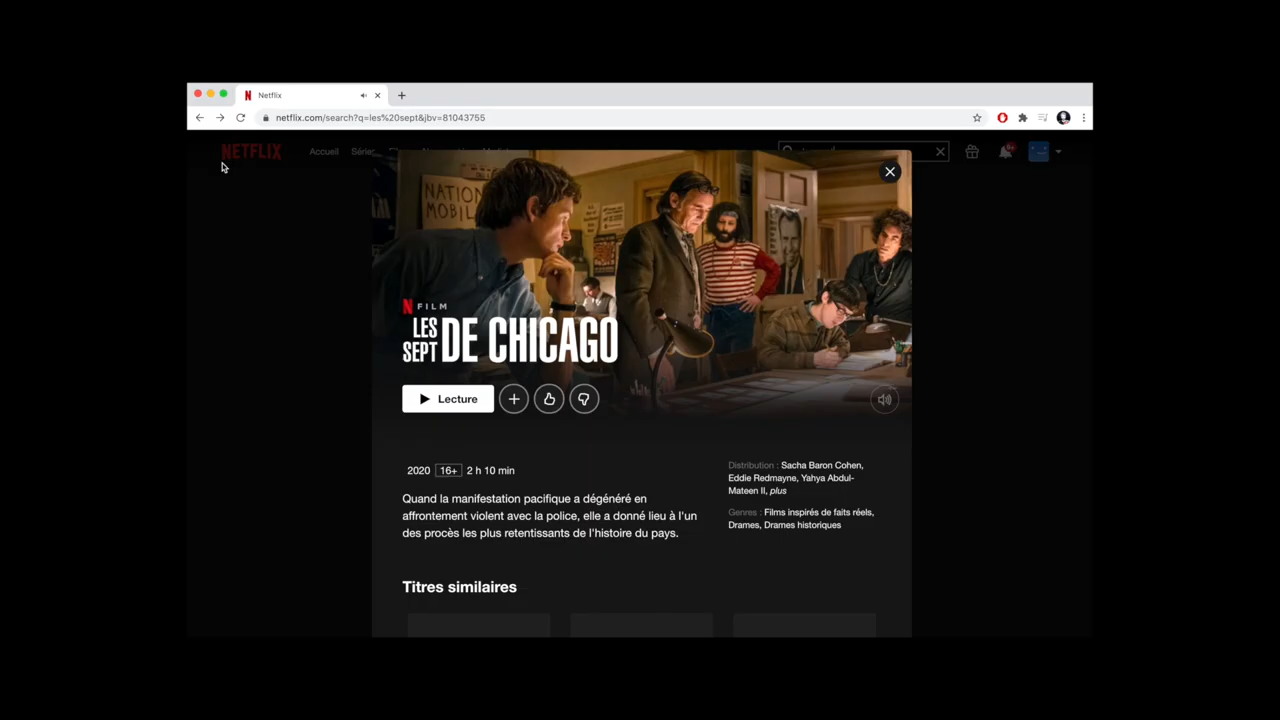 Netflix
netflix.com/search?q=les%20sept&jbv=81043755
NETFLIX
Accueil Séries
NATION
MOBIL
N FILM
LES SEPT DE CHICAGO
Lecture
2020 16+ 2 h 10 min
Distribution : Sacha Baron Cohen,
Eddie Redmayne, Yahya Abdul-
Mateen II, plus
Quand la manifestation pacifique a dégénéré en
affrontement violent avec la police, elle a donné lieu à l'un
des procès les plus retentissants de l'histoire du pays.
Genres : Films inspirés de faits réels,
Drames, Drames historiques
Titres similaires